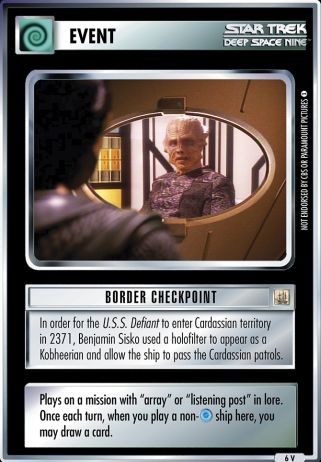 EVENT
STAR TREK
DEEP SPACE NINE
NOT ENDORSED BY CBS OR PARAMOUNT PICTURES
BORDER CHECKPOINT
In order for the U.S.S. Defiant to enter Cardassian territory
in 2371, Benjamin Sisko used a holofilter to appear as a
Kobheerian and allow the ship to pass the Cardassian patrols.
Plays on a mission with “array” or “listening post” in lore.
Once each turn, when you play a non- ship here, you
may draw a card.
6 V